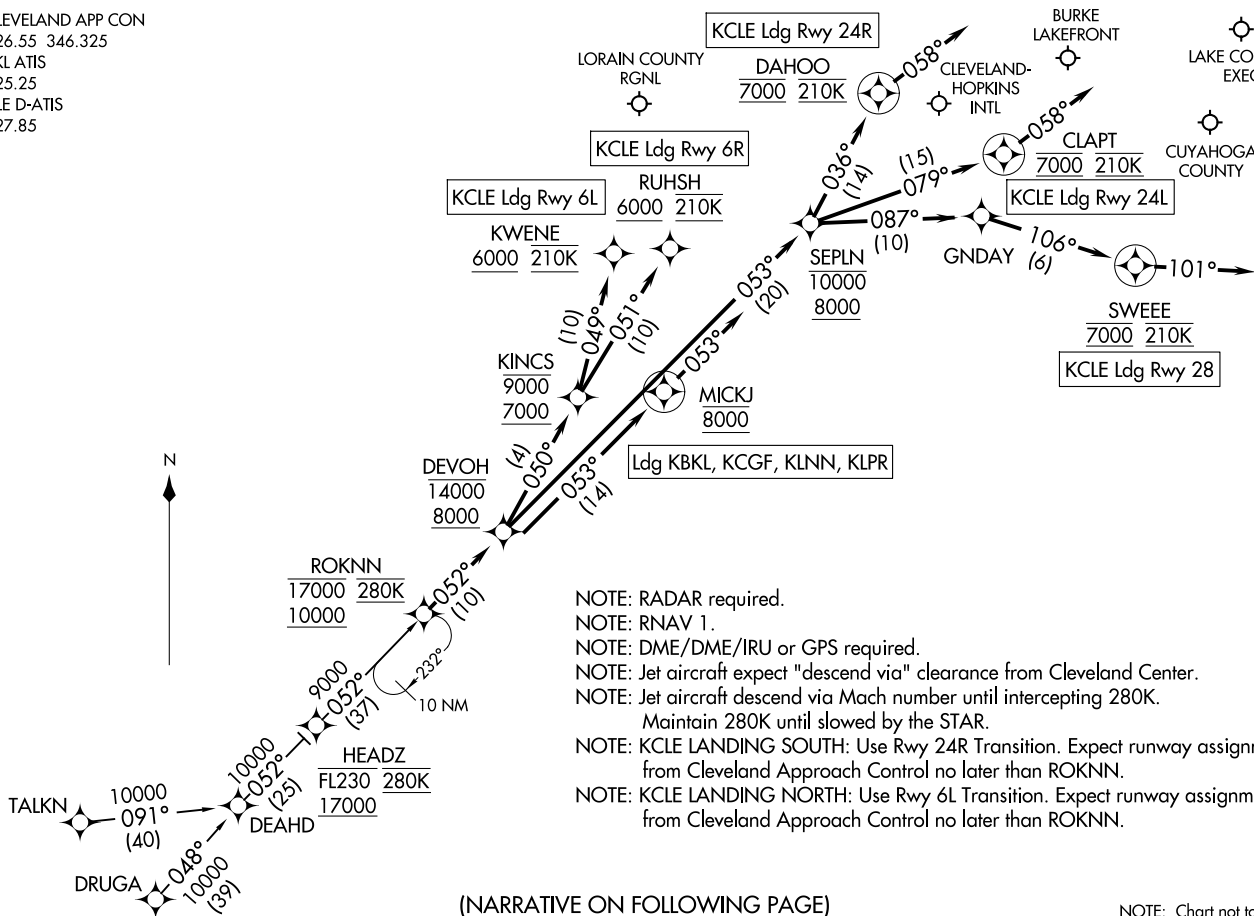 LEVELAND APP CON
26.55 346.325
KL ATIS
25.25
LE D-ATIS
27.85
KCLE Ldg Rwy 24R
DAHOO
7000 210K
058°
BURKE
LAKEFRONT
LAKE CO
EXEC
LORAIN COUNTY
RGNL
CLEVELAND-
HOPKINS
INTL
058°
CLAPT
7000 210K
CUYAHOGA
COUNTY
KCLE Ldg Rwy 24L
KCLE Ldg Rwy 6R
RUHSH
6000 210K
KCLE Ldg Rwy 6L
KWENE
6000 210K
036°
(14)
(15)
079°
087°
(10)
GNDAY
106°
(6)
101°
SWEEE
7000 210K
KCLE Ldg Rwy 28
SEPLN
10000
8000
053°
(20)
053°
(10)
049°
051°
(10)
KINCS
9000
7000
MICKJ
8000
Ldg KBKL, KCGF, KLNN, KLPR
(4)
050°
053°
(14)
DEVOH
14000
8000
N
ROKNN
17000 280K
10000
052°
(10)
232°
10 NM
9000
052°
(37)
HEADZ
FL230 280K
17000
10000
052°
(25)
DEAHD
TALKN
10000
091°
(40)
DRUGA
048°
10000
(39)
NOTE: RADAR required.
NOTE: RNAV 1.
NOTE: DME/DME/IRU or GPS required.
NOTE: Jet aircraft expect "descend via" clearance from Cleveland Center.
NOTE: Jet aircraft descend via Mach number until intercepting 280K.
Maintain 280K until slowed by the STAR.
NOTE: KCLE LANDING SOUTH: Use Rwy 24R Transition. Expect runway assignm
from Cleveland Approach Control no later than ROKNN.
NOTE: KCLE LANDING NORTH: Use Rwy 6L Transition. Expect runway assignm
from Cleveland Approach Control no later than ROKNN.
(NARRATIVE ON FOLLOWING PAGE)
NOTE: Chart not to